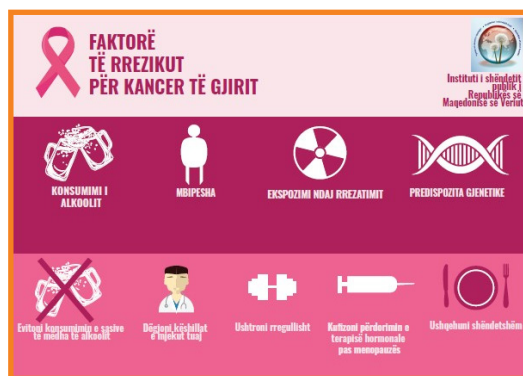 FAKTORË
TË RREZIKUT
PËR KANCER TË GJIRIT
Instituti i shëndetit
publik i
Republikës së
Maqedonisë së Veriut
KONSUMIMI I
ALKOOLIT
MBIPESHA
EKSPOZIMI NDAJ RREZATIMIT
PREDISPOZITA GJENETIKE
Evitoni konsumimin e sasive
të mëdha të alkoolit
Dëgjoni këshillat
e mjekut tuaj
Ushtroni rregullisht
Kufizoni përdorimin e
terapisë hormonale
pas menopauzës
Ushqehuni shëndetshëm